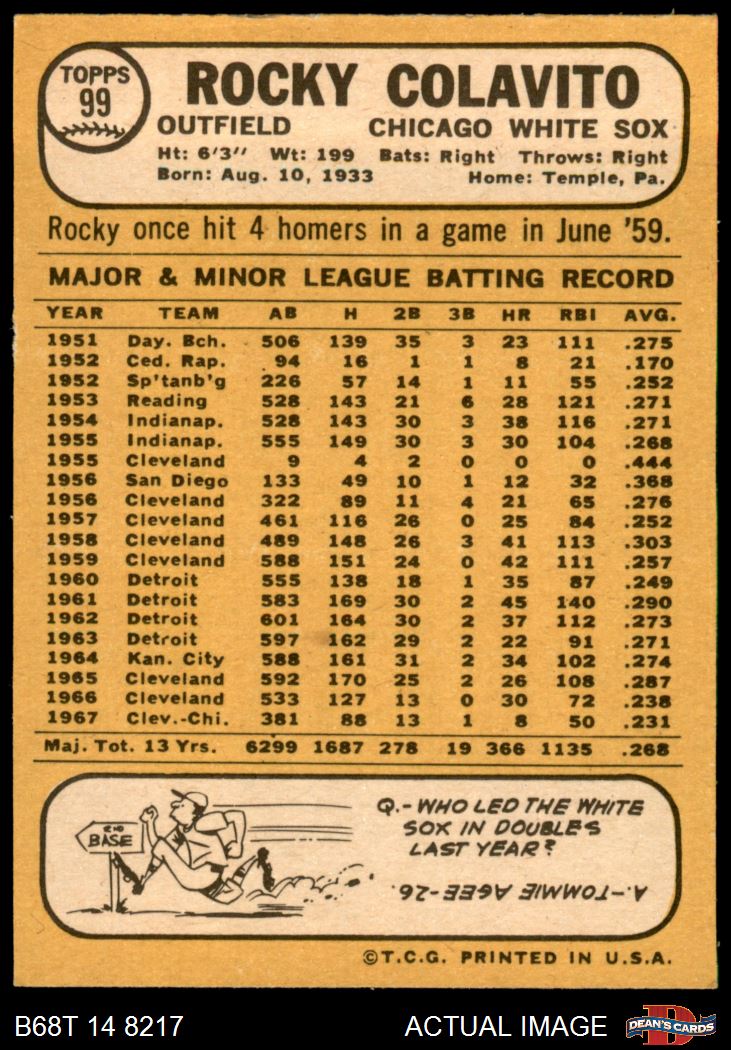 TOPPS
99
ROCKY COLAVITO
OUTFIELD CHICAGO WHITE SOX
Ht: 6'3" Wt: 199 Bats: Right Throws: Right
Born: Aug. 10, 1933 Home: Temple, Pa.
Rocky once hit 4 homers in a game in June '59.
MAJOR & MINOR LEAGUE BATTING RECORD
YEAR TEAM AB H 2B 3B HR RBI AVG.
1951 Day. Bch. 506 139 35 3 23 111 .275
1952 Ced. Rap. 94 16 1 1 8 21 .170
1952 Sp'tanb'g 226 57 14 1 11 55 .252
1953 Reading 528 143 21 6 28 121 .271
1954 Indianap. 528 143 30 3 38 116 .271
1955 Indianap. 555 149 30 3 30 104 .268
1955 Cleveland 9 4 2 0 0 0 .444
1956 San Diego 133 49 10 1 12 32 .368
1956 Cleveland 322 89 11 4 21 65 .276
1957 Cleveland 461 116 26 0 25 84 .252
1958 Cleveland 489 148 26 3 41 113 .303
1959 Cleveland 588 151 24 0 42 111 .257
1960 Detroit 555 138 18 1 35 87 .249
1961 Detroit 583 169 30 2 45 140 .290
1962 Detroit 601 164 30 2 37 112 .273
1963 Detroit 597 162 29 2 22 91 .271
1964 Kan. City 588 161 31 2 34 102 .274
1965 Cleveland 592 170 25 2 26 108 .287
1966 Cleveland 533 127 13 0 30 72 .238
1967 Clev.-Chi. 381 88 13 1 8 50 .231
Maj. Tot. 13 Yrs. 6299 1687 278 19 366 1135 .268
2ND
BASE
Q.- WHO LED THE WHITE
SOX IN DOUBLES
LAST YEAR?
A.-TOMMIE AGEE-26.
©T.C.G. PRINTED IN U.S.A.
B68T 14 8217 ACTUAL IMAGE
D
DEAN'S CARDS